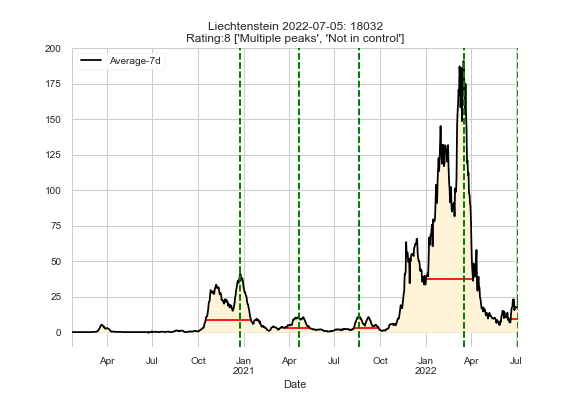 Liechtenstein 2022-07-05: 18032
Rating:8 ['Multiple peaks', 'Not in control']
Average-7d
200
175
150
125
100
75
50
25
0
Apr Jul Oct Jan Apr Jul Oct Jan Apr Jul
2021 2022
Date